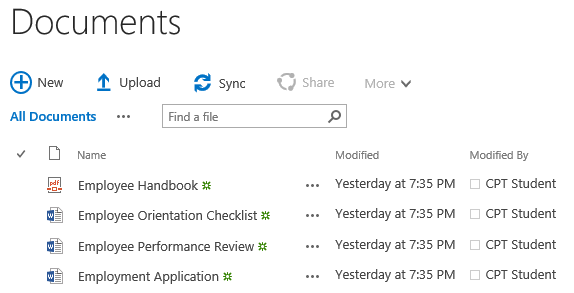 Documents
New Upload Sync Share More
All Documents ••• Find a file
Name Modified Modified By
pdf Employee Handbook ••• Yesterday at 7:35 PM CPT Student
W Employee Orientation Checklist ••• Yesterday at 7:35 PM CPT Student
W Employee Performance Review ••• Yesterday at 7:35 PM CPT Student
W Employment Application ••• Yesterday at 7:35 PM CPT Student